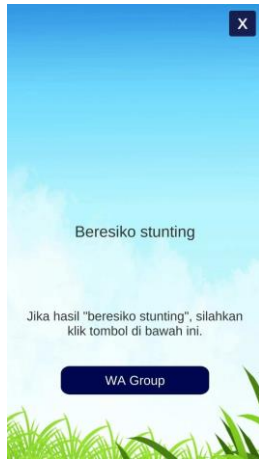 X
Beresiko stunting
Jika hasil "beresiko stunting", silahkan
klik tombol di bawah ini.
WA Group